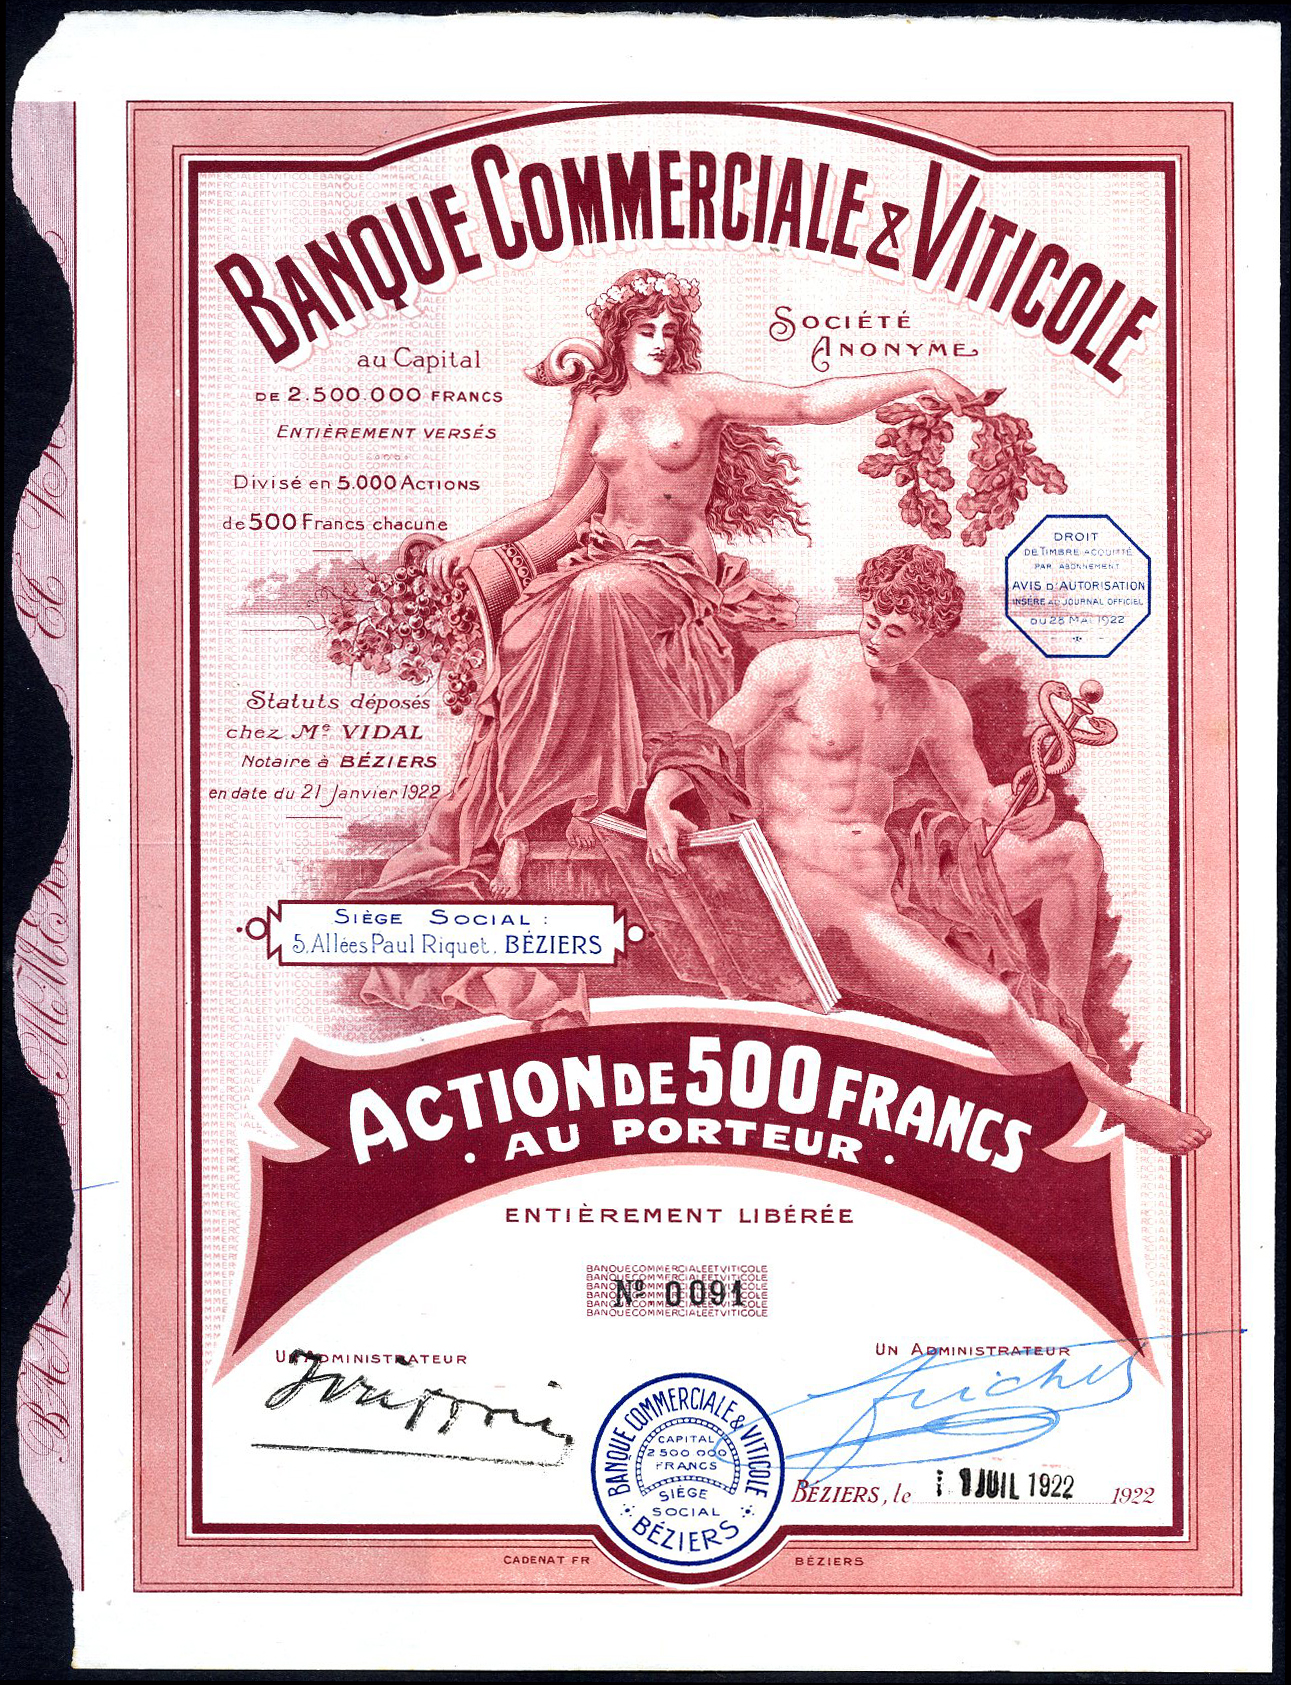 BANQUE COMMERCIALE & VITICOLE
SOCIÉTÉ
ANONYME
au Capital
DE 2.500.000 FRANCS
ENTIÈREMENT VERSÉS
Divisé en 5.000 ACTIONS
de 500 Francs chacune
DROIT
DE TIMBRE ACQUITTÉ
PAR ABONNEMENT
AVIS D'AUTORISATION
INSÉRÉ AU JOURNAL OFFICIEL
DU 28 MAI 1922
Statuts déposés
chez Me VIDAL
Notaire à BÉZIERS
en date du 21 Janvier 1922
SIÈGE SOCIAL :
5, Allées Paul Riquet. BÉZIERS
ACTION DE 500 FRANCS
· AU PORTEUR ·
ENTIÈREMENT LIBÉRÉE
BANQUECOMMERCIALEETVITICOLE
Nº 0091
UN ADMINISTRATEUR
UN ADMINISTRATEUR
BANQUE COMMERCIALE & VITICOLE
CAPITAL
2 500 000
FRANCS
SIÈGE
SOCIAL
BÉZIERS
BÉZIERS, le 1 JUIL 1922 1922
CADENAT FR BÉZIERS